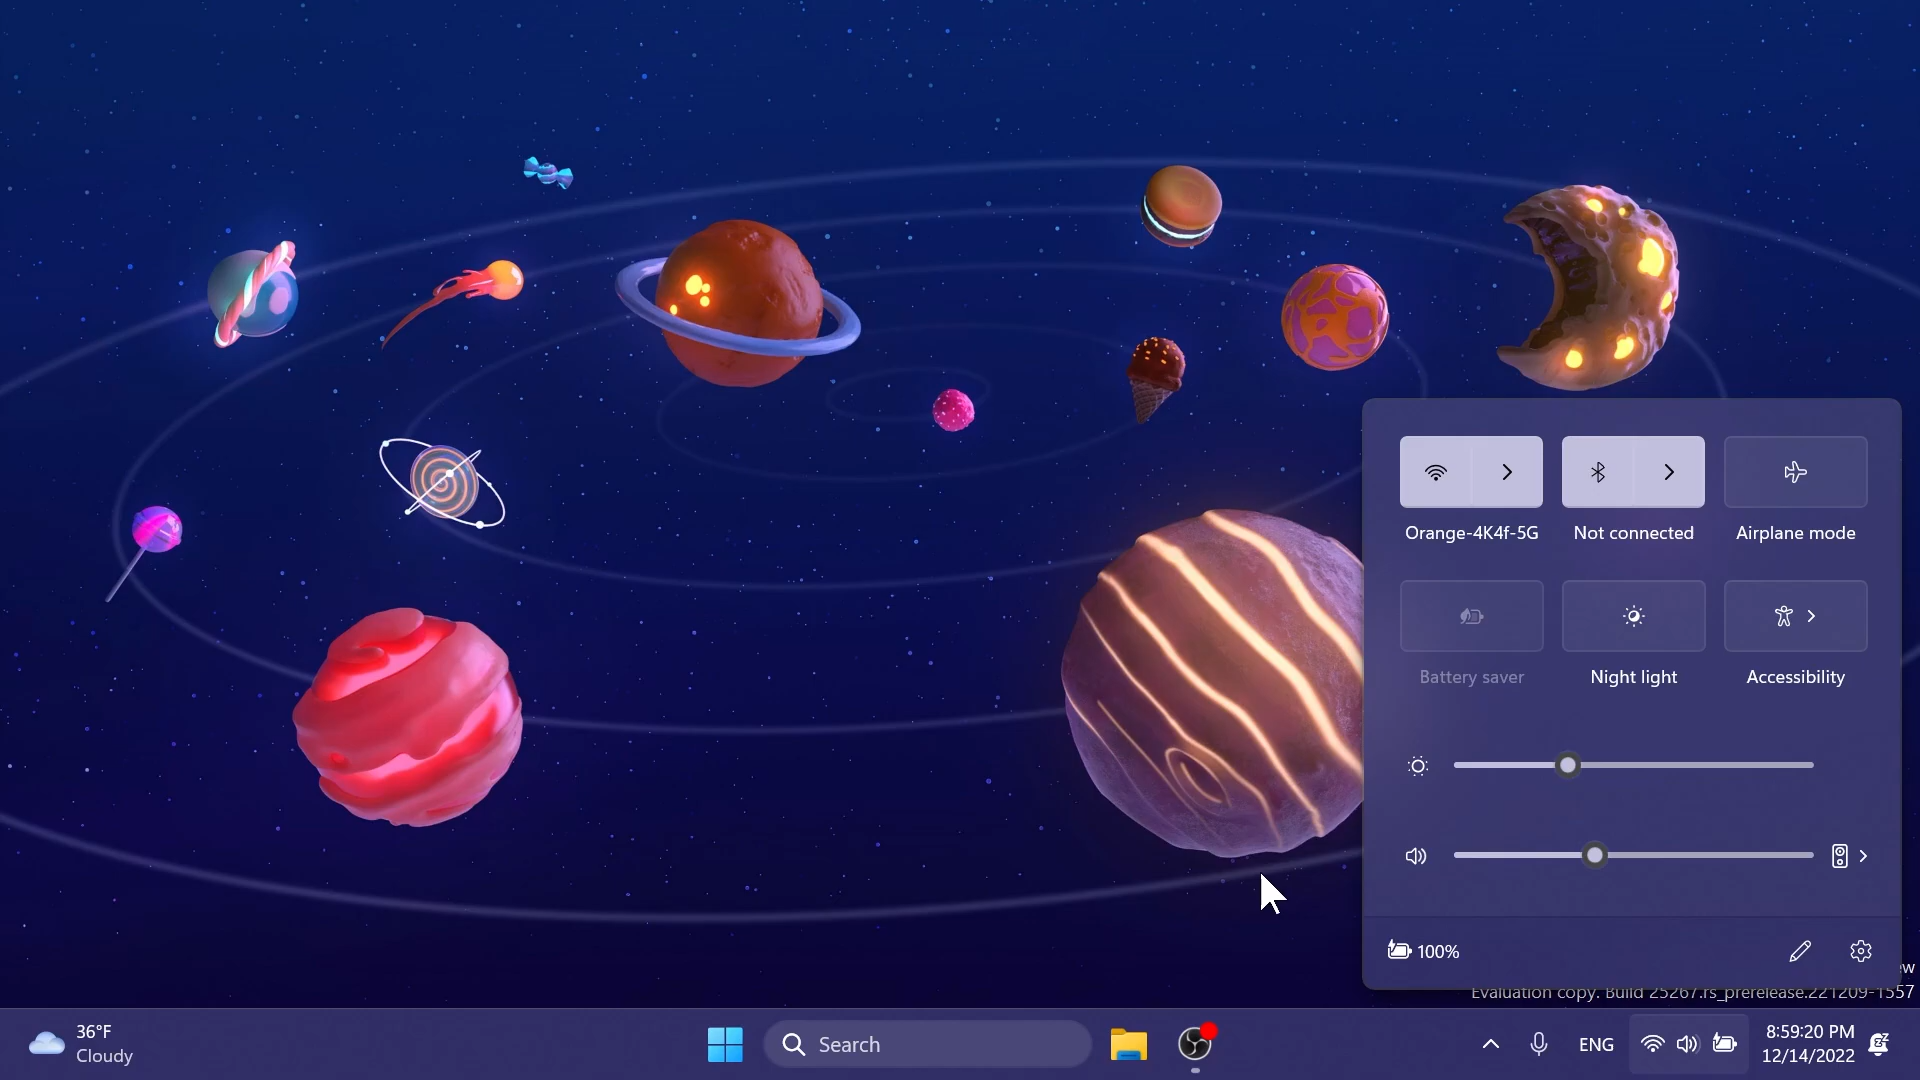 Orange-4K4f-5G
Not connected
Airplane mode
Battery saver
Night light
Accessibility
100%
Evaluation copy. Build 25267.rs_prerelease.221209-1557
36°F
Cloudy
Search
ENG
8:59:20 PM
12/14/2022